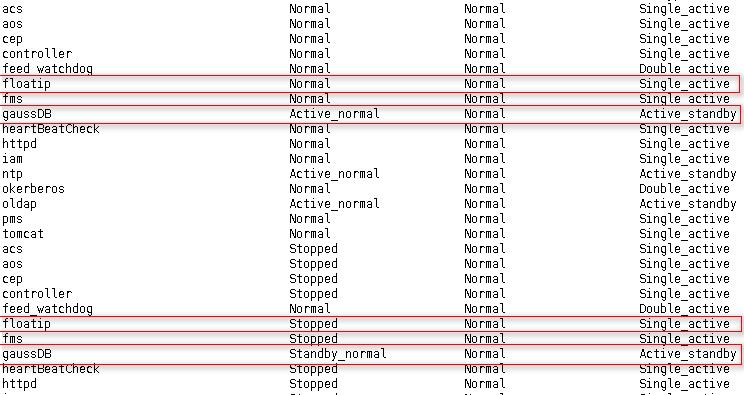 acs Normal Normal Single_active
aos Normal Normal Single_active
cep Normal Normal Single_active
controller Normal Normal Single_active
feed_watchdog Normal Normal Double_active
floatip Normal Normal Single_active
fms Normal Normal Single_active
gaussDB Active_normal Normal Active_standby
heartBeatCheck Normal Normal Single_active
httpd Normal Normal Single_active
iam Normal Normal Single_active
ntp Active_normal Normal Active_standby
okerberos Normal Normal Double_active
oldap Active_normal Normal Active_standby
pms Normal Normal Single_active
tomcat Normal Normal Single_active
acs Stopped Normal Single_active
aos Stopped Normal Single_active
cep Stopped Normal Single_active
controller Stopped Normal Single_active
feed_watchdog Normal Normal Double_active
floatip Stopped Normal Single_active
fms Stopped Normal Single_active
gaussDB Standby_normal Normal Active_standby
heartBeatCheck Stopped Normal Single_active
httpd Stopped Normal Single_active